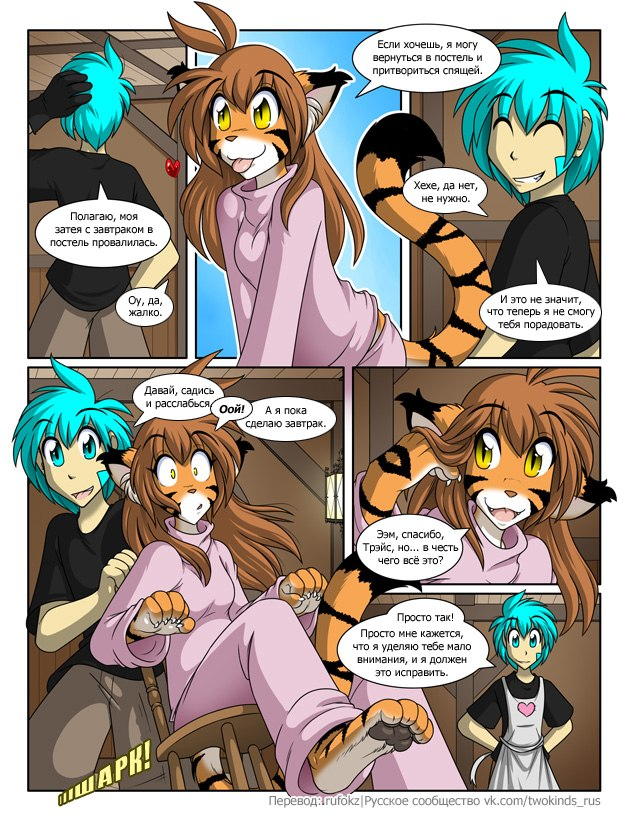 Полагаю, моя
затея с завтраком в
постель провалилась.
Оу, да,
жалко.
Если хочешь, я могу
вернуться в постель и
притвориться спящей.
Хехе, да нет,
не нужно.
И это не значит,
что теперь я не смогу
тебя порадовать.
Давай, садись
и расслабься.
Оой!
А я пока
сделаю завтрак.
ШАРК!
Ээм, спасибо,
Трэйс, но... в честь
чего всё это?
Просто так!
Просто мне кажется,
что я уделяю тебе мало
внимания, и я должен
это исправить.
Перевод:Irufokz|Русское сообщество vk.com/twokinds_rus